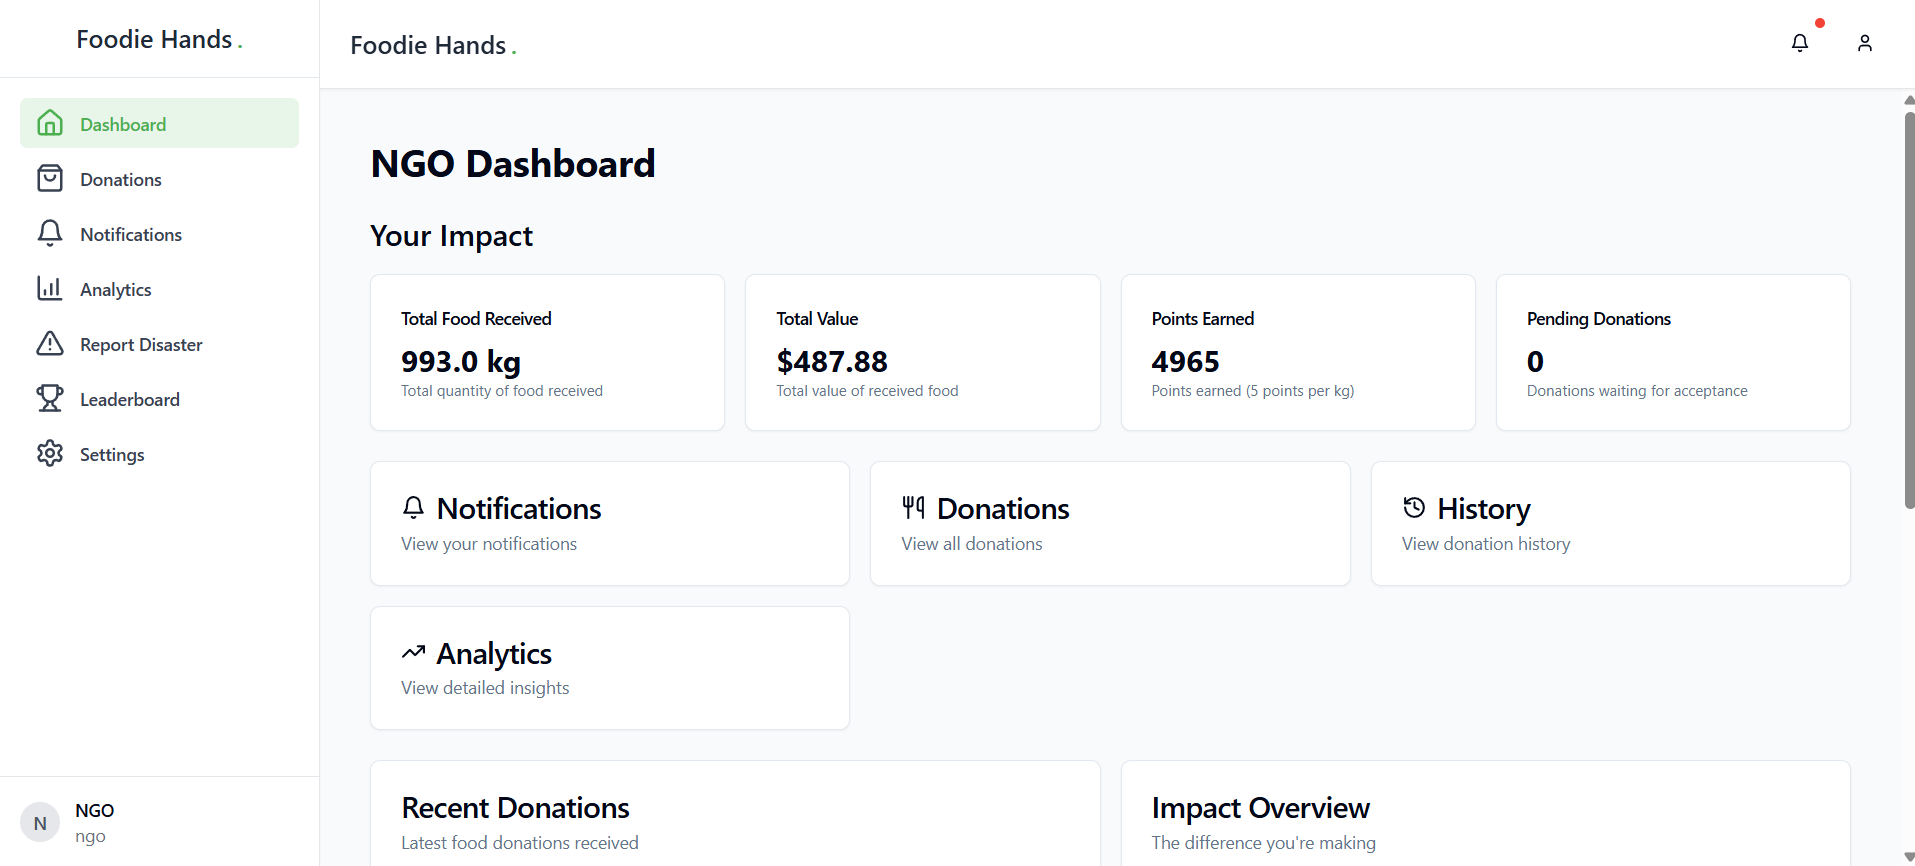 Foodie Hands.
Dashboard
Donations
Notifications
Analytics
Report Disaster
Leaderboard
Settings
N
NGO
ngo
Foodie Hands.
NGO Dashboard
Your Impact
Total Food Received
993.0 kg
Total quantity of food received
Total Value
$487.88
Total value of received food
Points Earned
4965
Points earned (5 points per kg)
Pending Donations
0
Donations waiting for acceptance
Notifications
View your notifications
Donations
View all donations
History
View donation history
Analytics
View detailed insights
Recent Donations
Latest food donations received
Impact Overview
The difference you're making